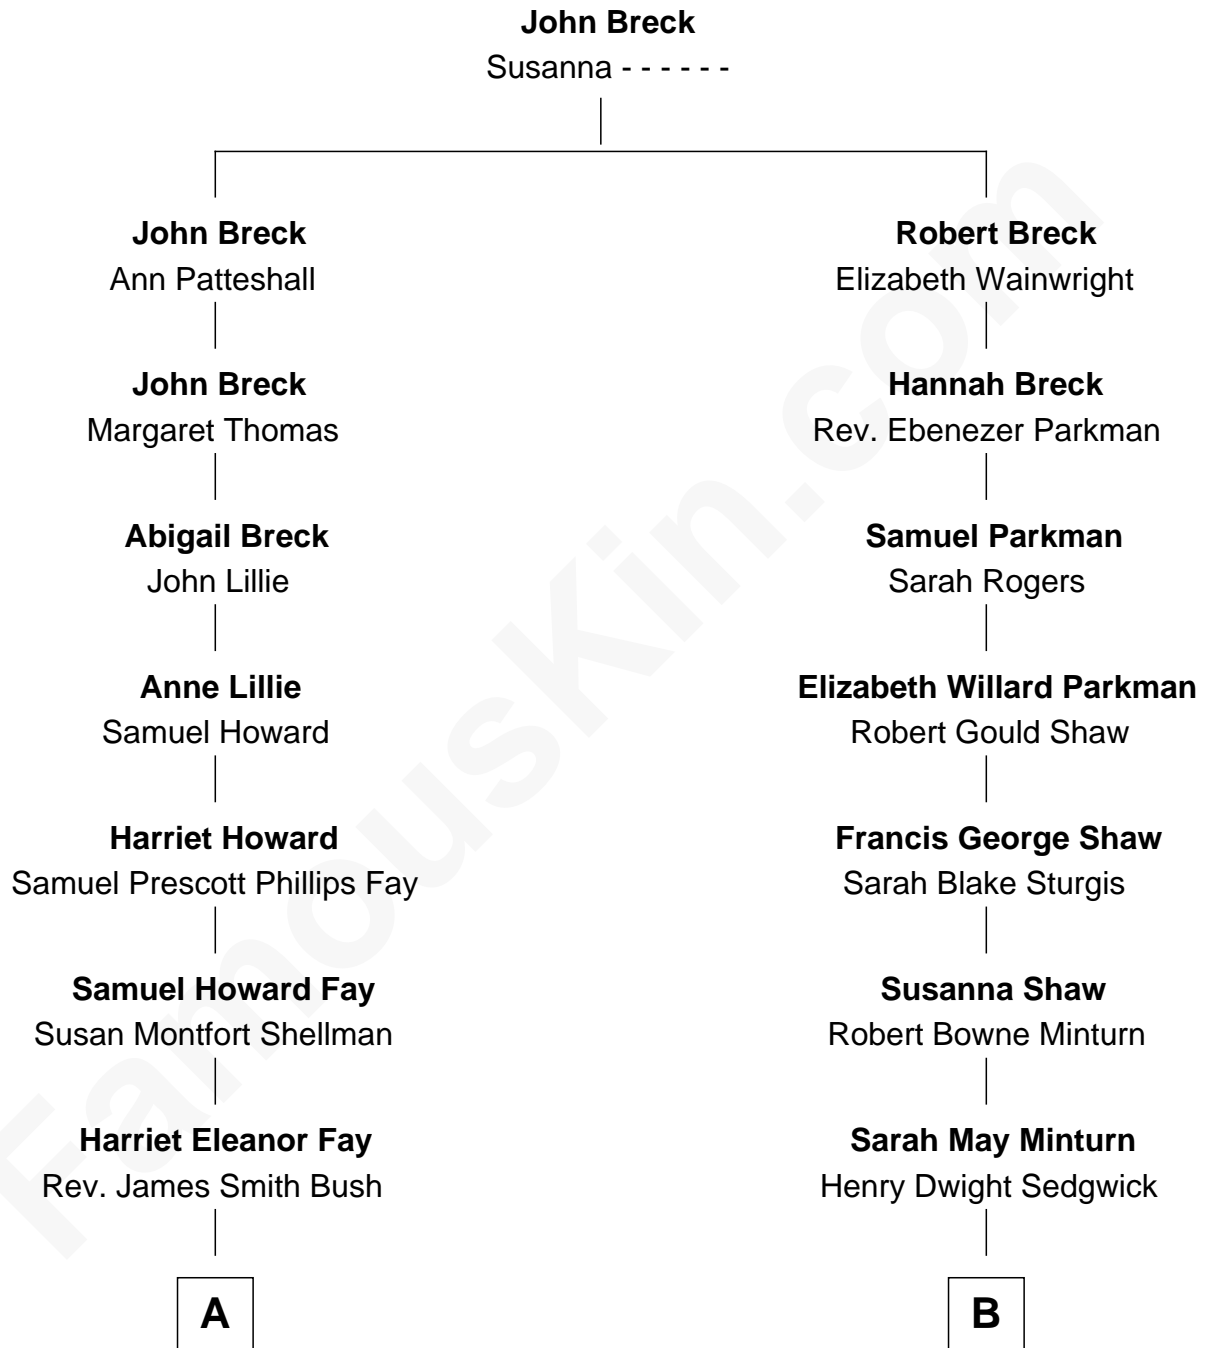 John Breck
Susanna - - - - - -
John Breck
Ann Patteshall
Robert Breck
Elizabeth Wainwright
John Breck
Margaret Thomas
Hannah Breck
Rev. Ebenezer Parkman
Abigail Breck
John Lillie
Samuel Parkman
Sarah Rogers
Anne Lillie
Samuel Howard
Elizabeth Willard Parkman
Robert Gould Shaw
Harriet Howard
Samuel Prescott Phillips Fay
Francis George Shaw
Sarah Blake Sturgis
Samuel Howard Fay
Susan Montfort Shellman
Susanna Shaw
Robert Bowne Minturn
Harriet Eleanor Fay
Rev. James Smith Bush
Sarah May Minturn
Henry Dwight Sedgwick
A
B
FamousKin.com